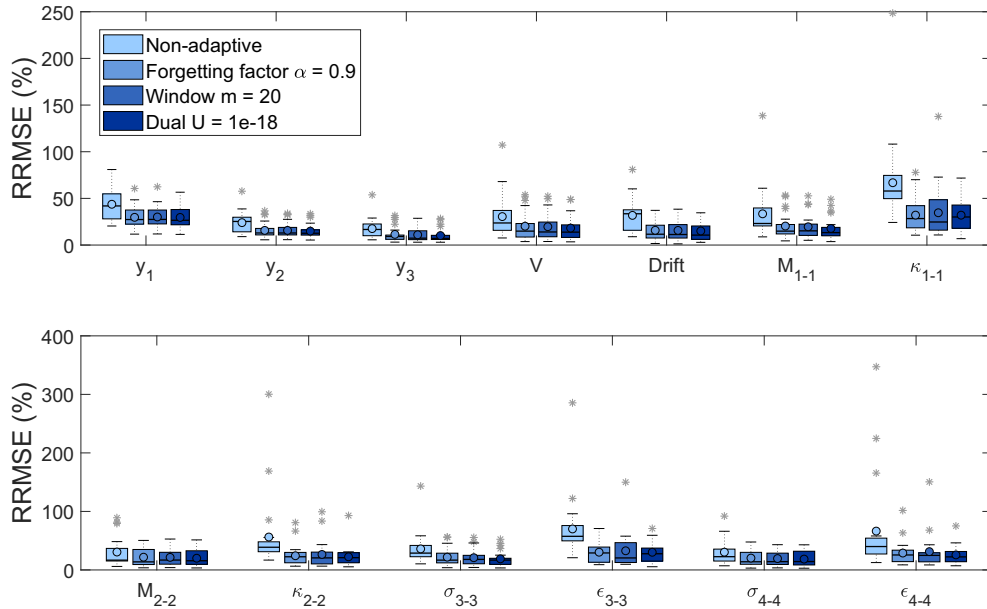 RRMSE (%)
250
200
150
100
50
0
Non-adaptive
Forgetting factor α = 0.9
Window m = 20
Dual U = 1e-18
y₁ y₂ y₃ V Drift M₁₋₁ κ₁₋₁
RRMSE (%)
400
300
200
100
0
M₂₋₂ κ₂₋₂ σ₃₋₃ ϵ₃₋₃ σ₄₋₄ ϵ₄₋₄